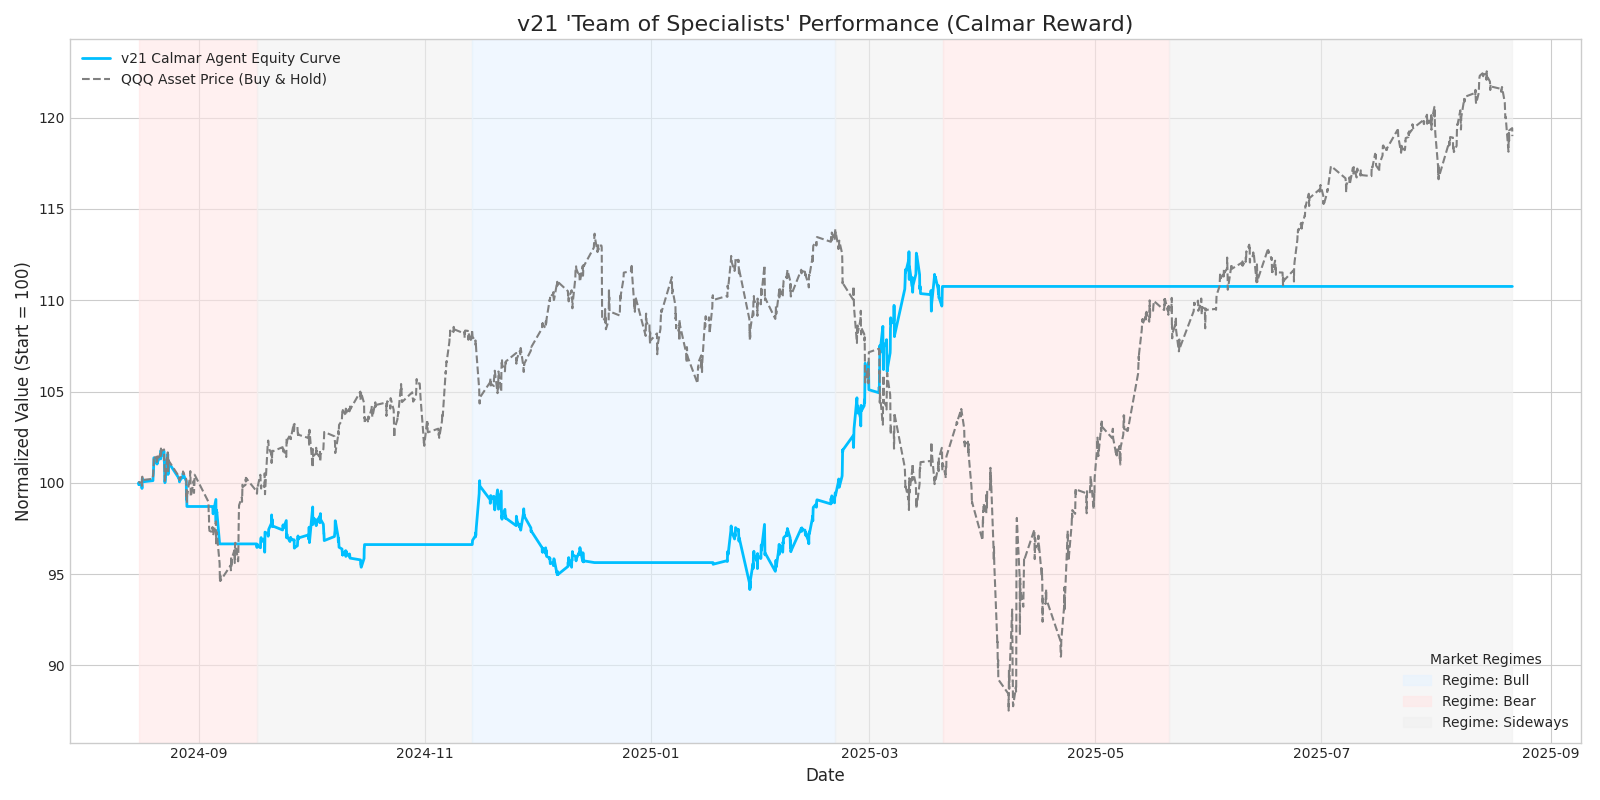 v21 'Team of Specialists' Performance (Calmar Reward)
v21 Calmar Agent Equity Curve
QQQ Asset Price (Buy & Hold)
Normalized Value (Start = 100)
120
115
110
105
100
95
90
Market Regimes
Regime: Bull
Regime: Bear
Regime: Sideways
2024-09 2024-11 2025-01 2025-03 2025-05 2025-07 2025-09
Date